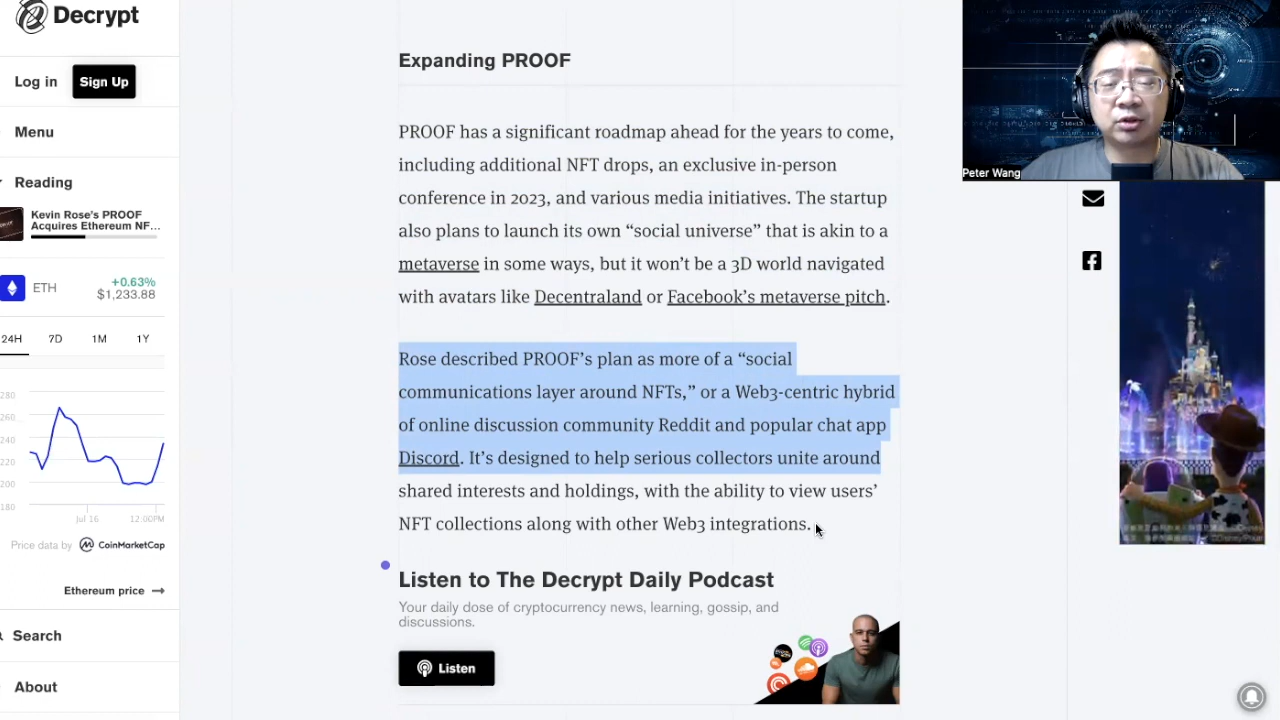 Decrypt
Log in
Sign Up
Menu
Reading
Kevin Rose's PROOF
Acquires Ethereum NF...
ETH
+0.63%
$1,233.88
24H 7D 1M 1Y
280
260
240
220
200
180
Jul 16 12:00PM
Price data by CoinMarketCap
Ethereum price →
Search
About
Expanding PROOF
PROOF has a significant roadmap ahead for the years to come,
including additional NFT drops, an exclusive in-person
conference in 2023, and various media initiatives. The startup
also plans to launch its own “social universe” that is akin to a
metaverse in some ways, but it won’t be a 3D world navigated
with avatars like Decentraland or Facebook’s metaverse pitch.
Rose described PROOF’s plan as more of a “social
communications layer around NFTs,” or a Web3-centric hybrid
of online discussion community Reddit and popular chat app
Discord. It’s designed to help serious collectors unite around
shared interests and holdings, with the ability to view users’
NFT collections along with other Web3 integrations.
Listen to The Decrypt Daily Podcast
Your daily dose of cryptocurrency news, learning, gossip, and
discussions.
Listen
Peter Wang